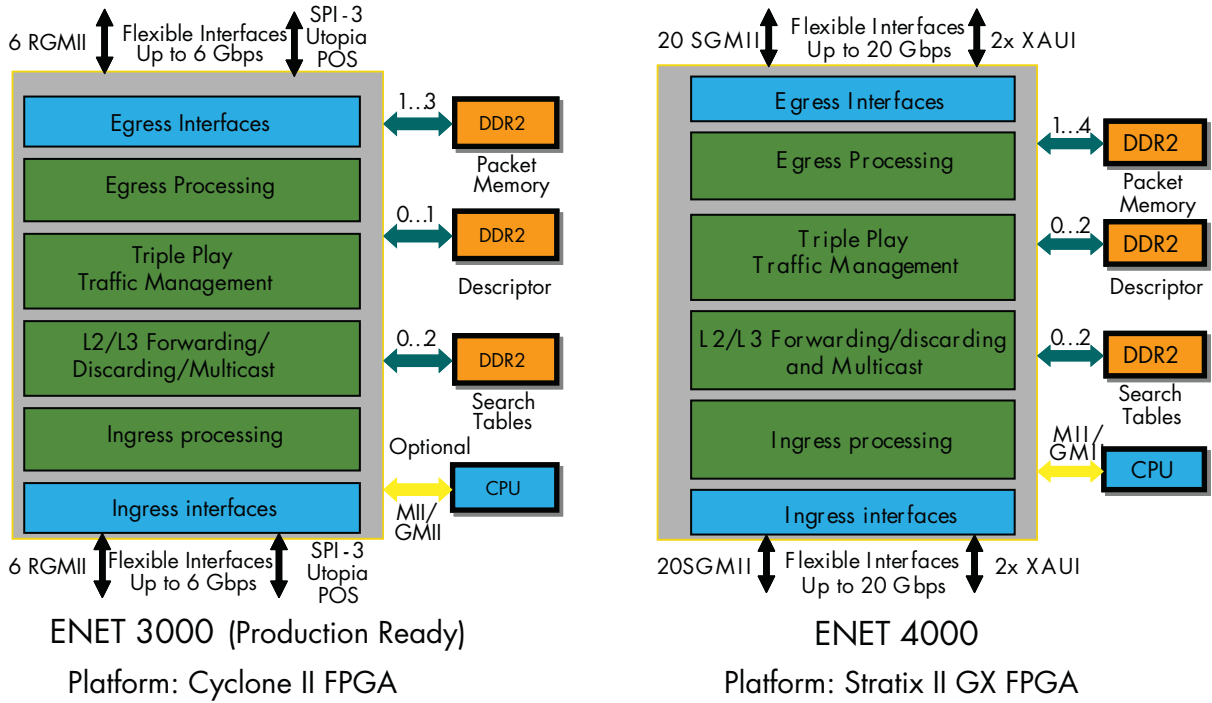 6 RGMII
Flexible Interfaces
Up to 6 Gbps
SPI-3
Utopia
POS
Egress Interfaces
Egress Processing
Triple Play
Traffic Management
L2/L3 Forwarding/
Discarding/Multicast
Ingress processing
Ingress interfaces
1...3
DDR2
Packet
Memory
0...1
DDR2
Descriptor
0...2
DDR2
Search
Tables
Optional
CPU
MII/
GMII
6 RGMII
Flexible Interfaces
Up to 6 Gbps
SPI-3
Utopia
POS
ENET 3000 (Production Ready)
Platform: Cyclone II FPGA
20 SGMII
Flexible Interfaces
Up to 20 Gbps
2x XAUI
Egress Interfaces
Egress Processing
Triple Play
Traffic Management
L2/L3 Forwarding/discarding
and Multicast
Ingress processing
Ingress interfaces
1...4
DDR2
Packet
Memory
0...2
DDR2
Descriptor
0...2
DDR2
Search
Tables
MII/
GMII
CPU
20SGMII
Flexible Interfaces
Up to 20 Gbps
2x XAUI
ENET 4000
Platform: Stratix II GX FPGA